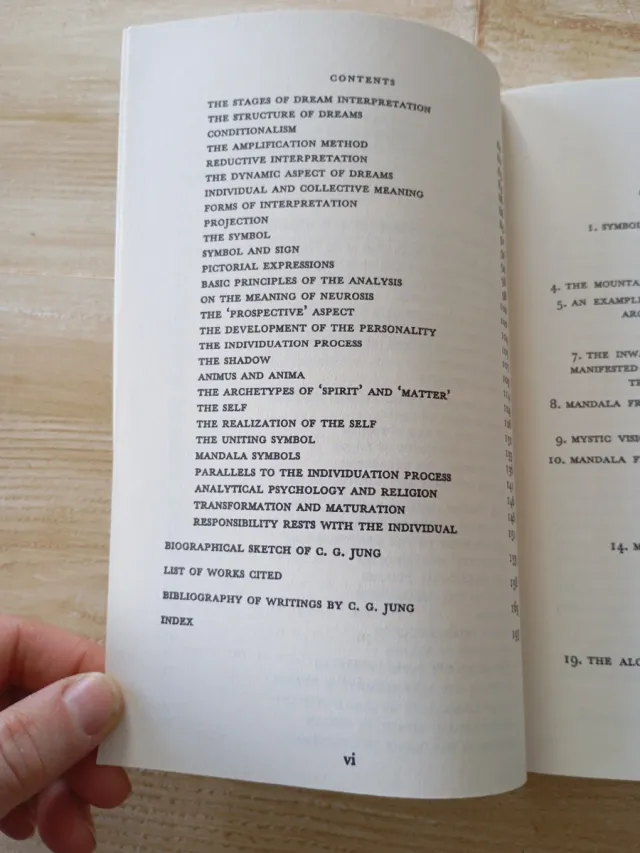 CONTENTS
THE STAGES OF DREAM INTERPRETATION
THE STRUCTURE OF DREAMS
CONDITIONALISM
THE AMPLIFICATION METHOD
REDUCTIVE INTERPRETATION
THE DYNAMIC ASPECT OF DREAMS
INDIVIDUAL AND COLLECTIVE MEANING
FORMS OF INTERPRETATION
PROJECTION
THE SYMBOL
SYMBOL AND SIGN
PICTORIAL EXPRESSIONS
BASIC PRINCIPLES OF THE ANALYSIS
ON THE MEANING OF NEUROSIS
THE 'PROSPECTIVE' ASPECT
THE DEVELOPMENT OF THE PERSONALITY
THE INDIVIDUATION PROCESS
THE SHADOW
ANIMUS AND ANIMA
THE ARCHETYPES OF 'SPIRIT' AND 'MATTER'
THE SELF
THE REALIZATION OF THE SELF
THE UNITING SYMBOL
MANDALA SYMBOLS
PARALLELS TO THE INDIVIDUATION PROCESS
ANALYTICAL PSYCHOLOGY AND RELIGION
TRANSFORMATION AND MATURATION
RESPONSIBILITY RESTS WITH THE INDIVIDUAL
BIOGRAPHICAL SKETCH OF C. G. JUNG
LIST OF WORKS CITED
BIBLIOGRAPHY OF WRITINGS BY C. G. JUNG
INDEX
vi
1. SYMBO
4. THE MOUNTA
5. AN EXAMPL
7. THE INW
MANIFESTED
8. MANDALA FR
9. MYSTIC VIS
10. MANDALA F
14. M
19. THE ALC